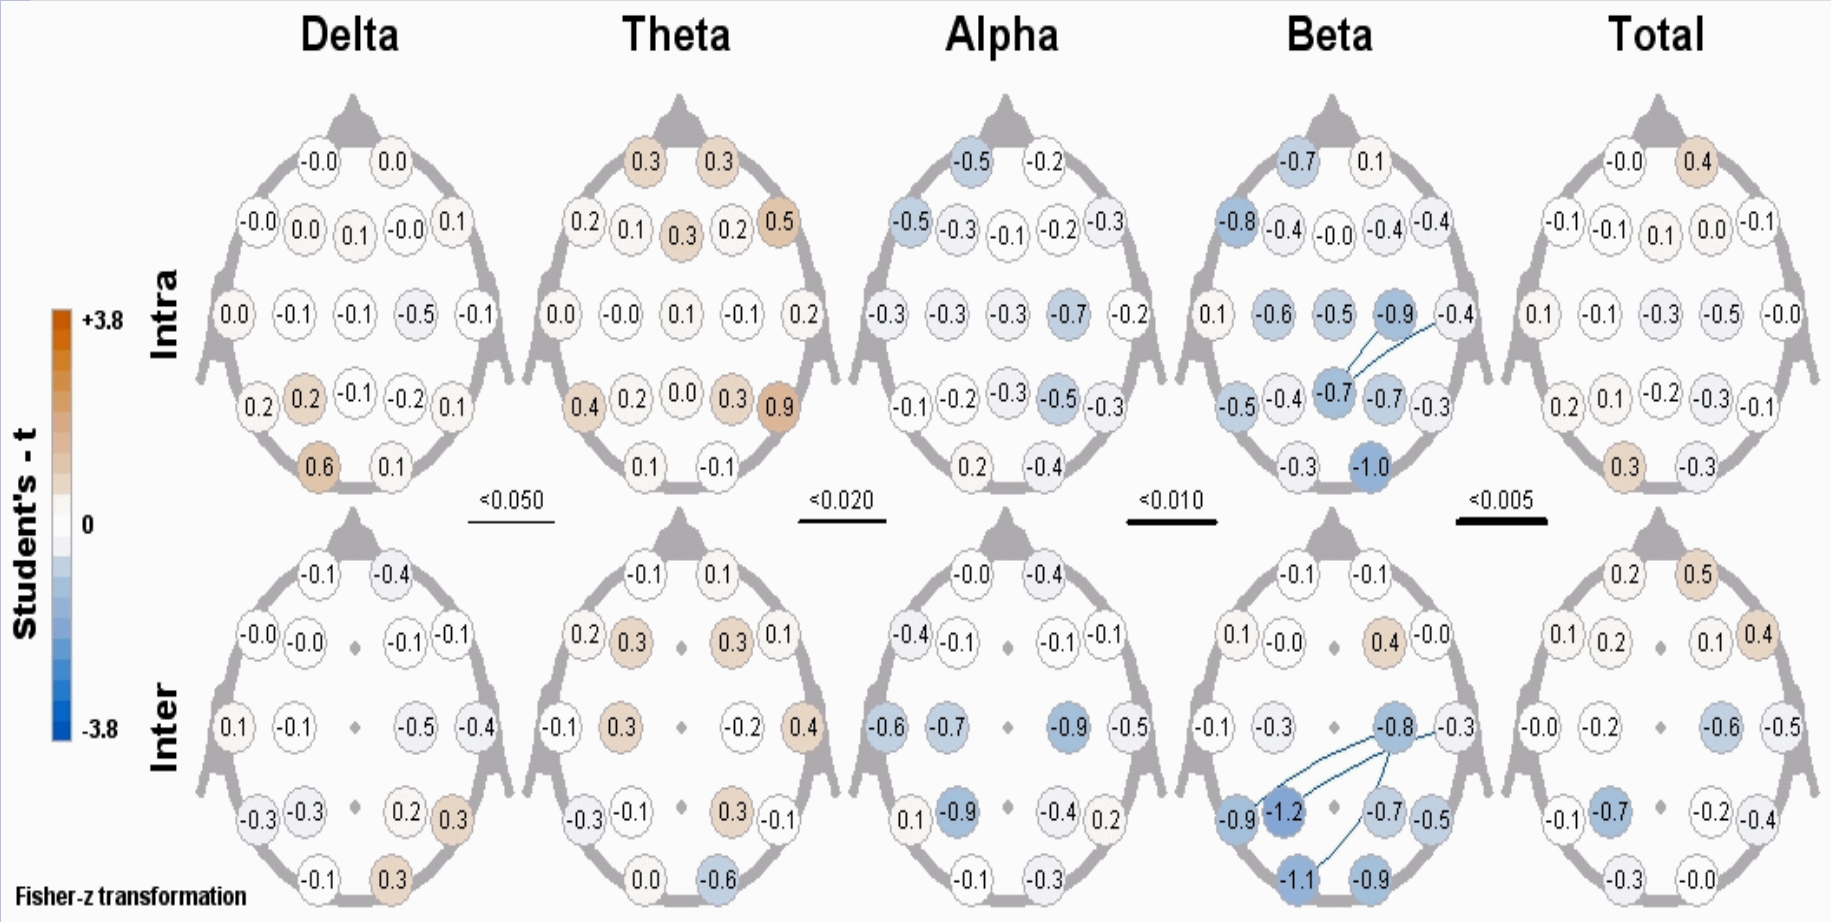 Delta Theta Alpha Beta Total
-0.0 0.0 0.3 0.3 -0.5 -0.2 -0.7 0.1 -0.0 0.4
-0.0 0.0 0.1 -0.0 0.1 0.2 0.1 0.3 0.2 0.5 -0.5 -0.3 -0.1 -0.2 -0.3 -0.8 -0.4 -0.0 -0.4 -0.4 -0.1 -0.1 0.1 0.0 -0.1
Intra
0.0 -0.1 -0.1 -0.5 -0.1 0.0 -0.0 0.1 -0.1 0.2 -0.3 -0.3 -0.3 -0.7 -0.2 0.1 -0.6 -0.5 -0.9 -0.4 0.1 -0.1 -0.3 -0.5 -0.0
0.2 0.2 -0.1 -0.2 0.1 0.4 0.2 0.0 0.3 0.9 -0.1 -0.2 -0.3 -0.5 -0.3 -0.5 -0.4 -0.7 -0.7 -0.3 0.2 0.1 -0.2 -0.3 -0.1
0.6 0.1 0.1 -0.1 0.2 -0.4 -0.3 -1.0 0.3 -0.3
<0.050 <0.020 <0.010 <0.005
Student's - t
+3.8
0
-3.8
-0.1 -0.4 -0.1 0.1 -0.0 -0.4 -0.1 -0.1 0.2 0.5
-0.0 -0.0 -0.1 -0.1 0.2 0.3 0.3 0.1 -0.4 -0.1 -0.1 -0.1 0.1 -0.0 0.4 -0.0 0.1 0.2 0.1 0.4
Inter
0.1 -0.1 -0.5 -0.4 -0.1 0.3 -0.2 0.4 -0.6 -0.7 -0.9 -0.5 -0.1 -0.3 -0.8 -0.3 -0.0 -0.2 -0.6 -0.5
-0.3 -0.3 0.2 0.3 -0.3 -0.1 0.3 -0.1 0.1 -0.9 -0.4 0.2 -0.9 -1.2 -0.7 -0.5 -0.1 -0.7 -0.2 -0.4
-0.1 0.3 0.0 -0.6 -0.1 -0.3 -1.1 -0.9 -0.3 -0.0
Fisher-z transformation